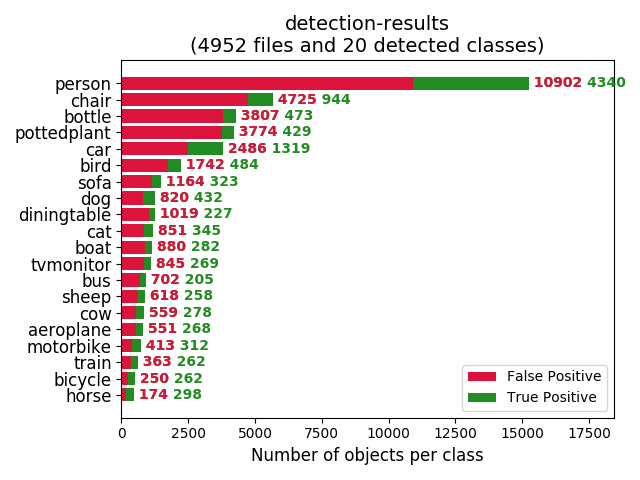 detection-results
(4952 files and 20 detected classes)
person 10902 4340
chair 4725 944
bottle 3807 473
pottedplant 3774 429
car 2486 1319
bird 1742 484
sofa 1164 323
dog 820 432
diningtable 1019 227
cat 851 345
boat 880 282
tvmonitor 845 269
bus 702 205
sheep 618 258
cow 559 278
aeroplane 551 268
motorbike 413 312
train 363 262
bicycle 250 262
horse 174 298
False Positive
True Positive
0 2500 5000 7500 10000 12500 15000 17500
Number of objects per class